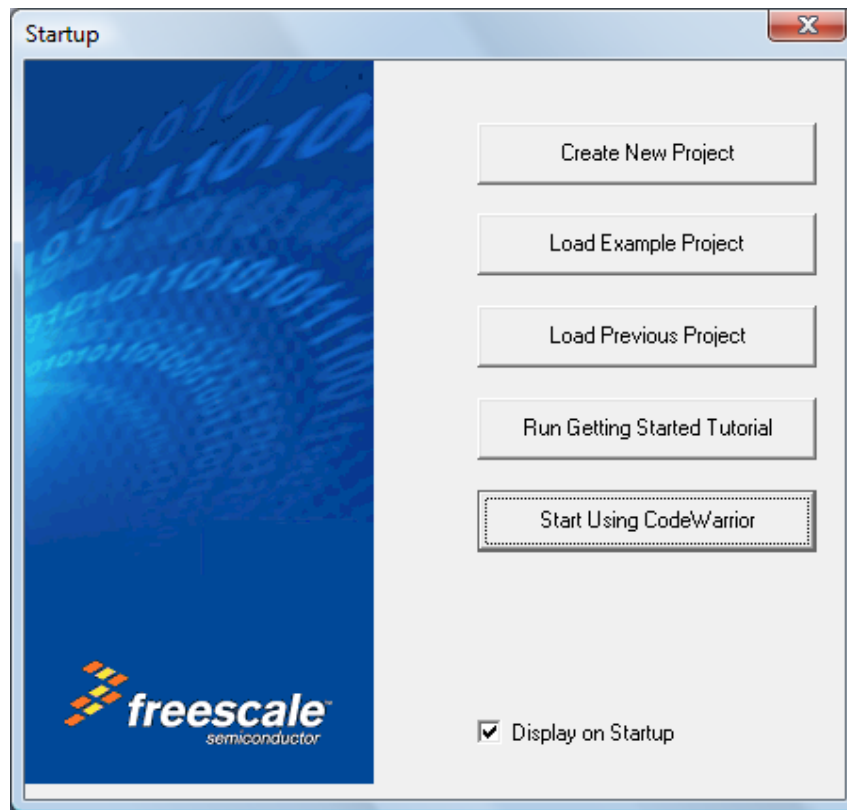 Startup
Create New Project
Load Example Project
Load Previous Project
Run Getting Started Tutorial
Start Using CodeWarrior
freescale™
semiconductor
Display on Startup